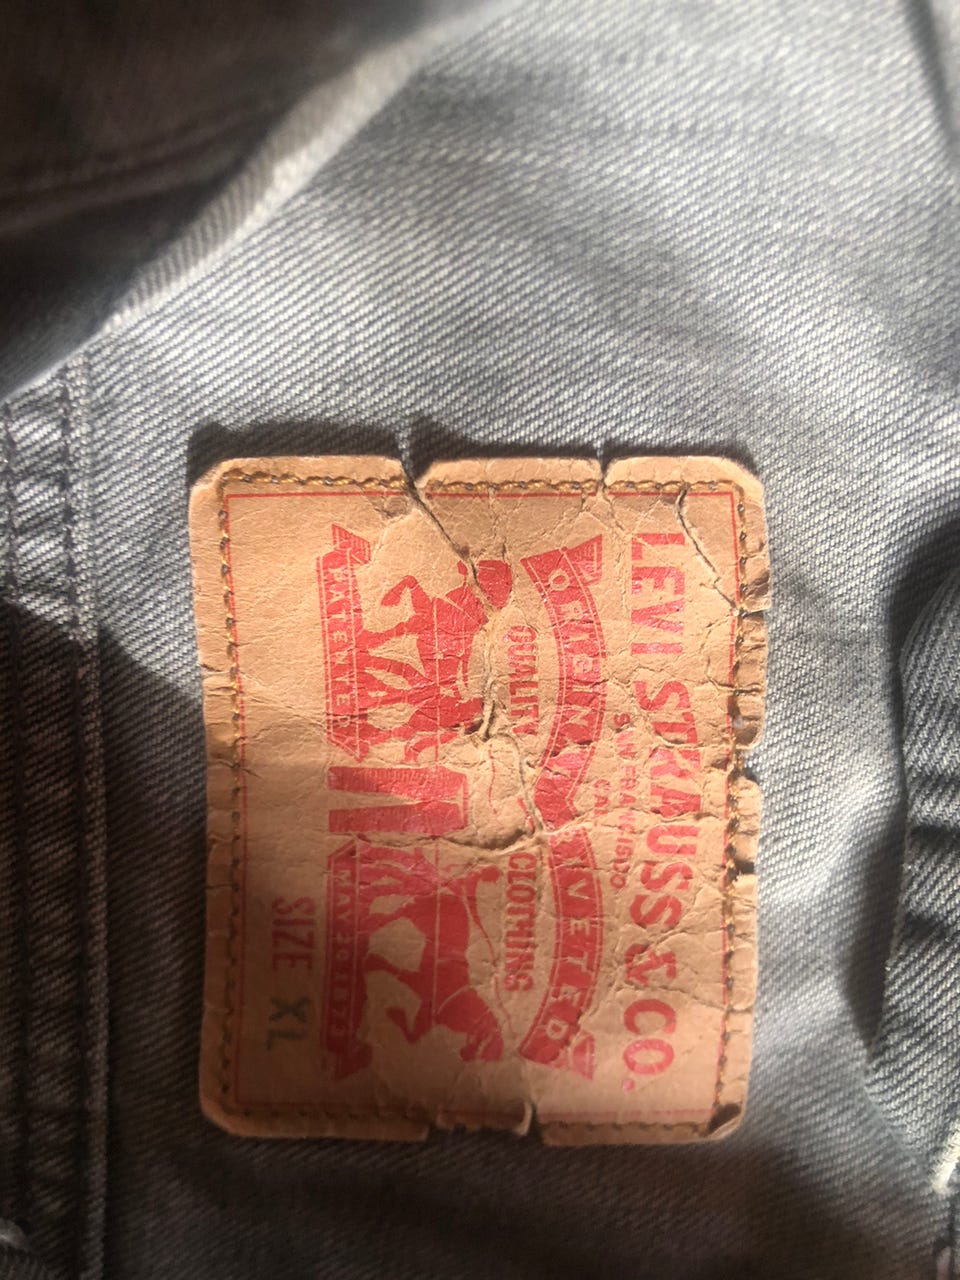 LEVI STRAUSS & CO.
SAN FRANCISCO
CAL
ORIGINAL RIVETED
QUALITY CLOTHING
PATENTED MAY 20 1873
SIZE XL